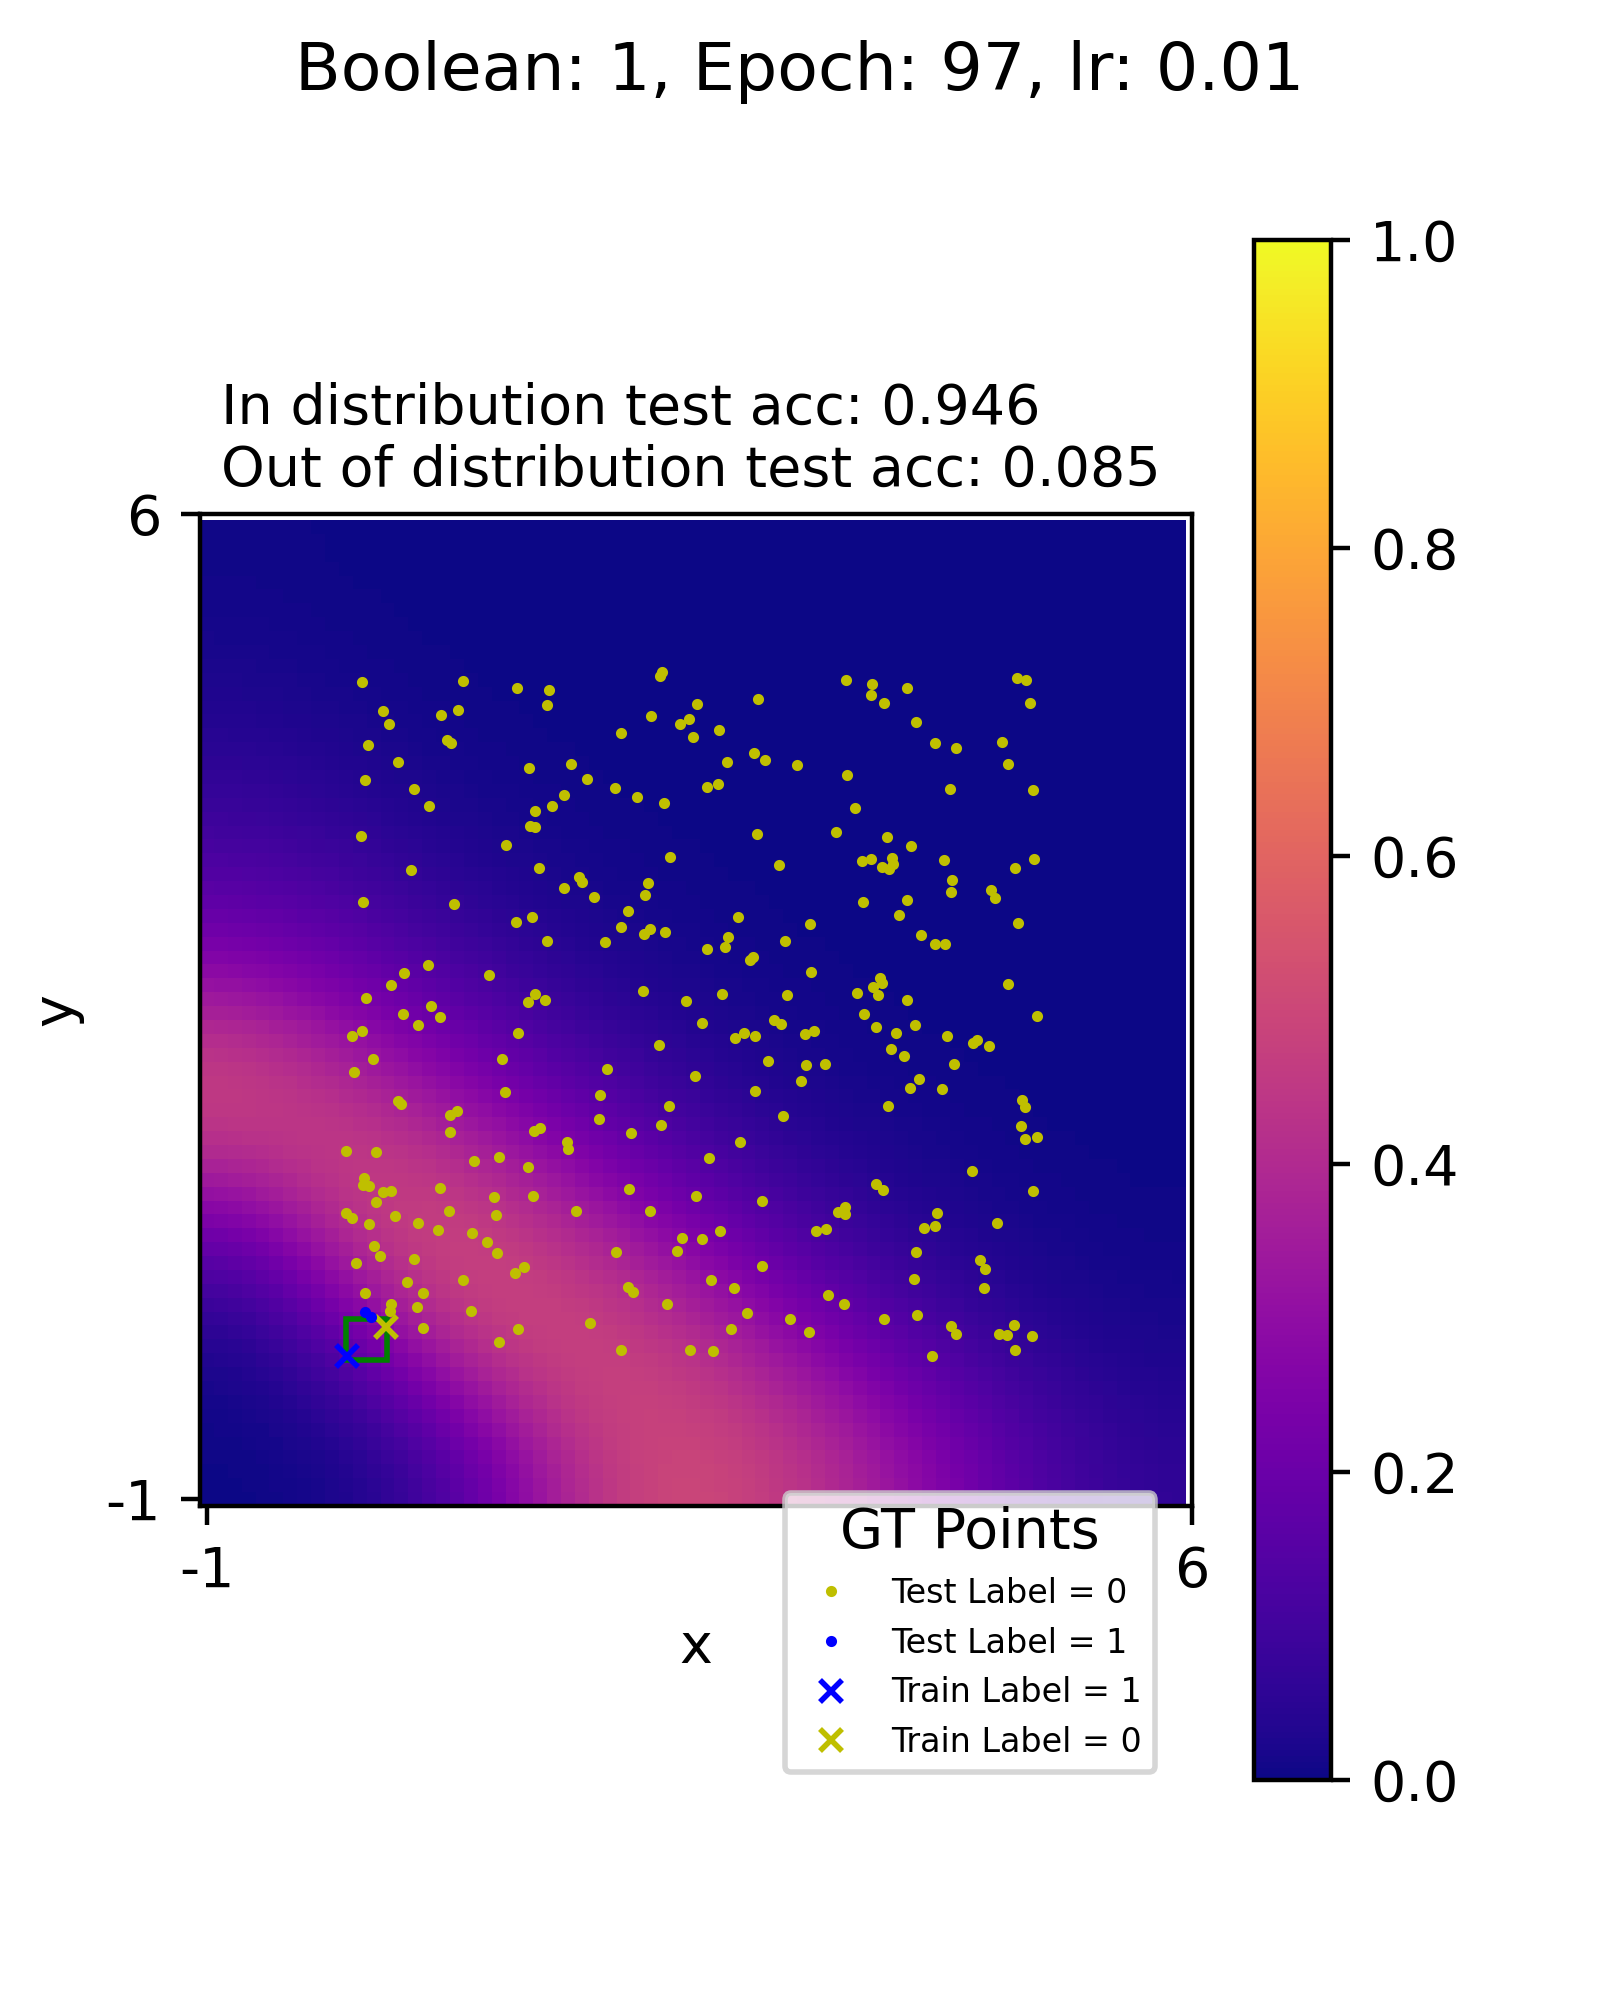 Boolean: 1, Epoch: 97, lr: 0.01
In distribution test acc: 0.946
Out of distribution test acc: 0.085
6
y
-1
-1
6
x
GT Points
Test Label = 0
Test Label = 1
Train Label = 1
Train Label = 0
1.0
0.8
0.6
0.4
0.2
0.0